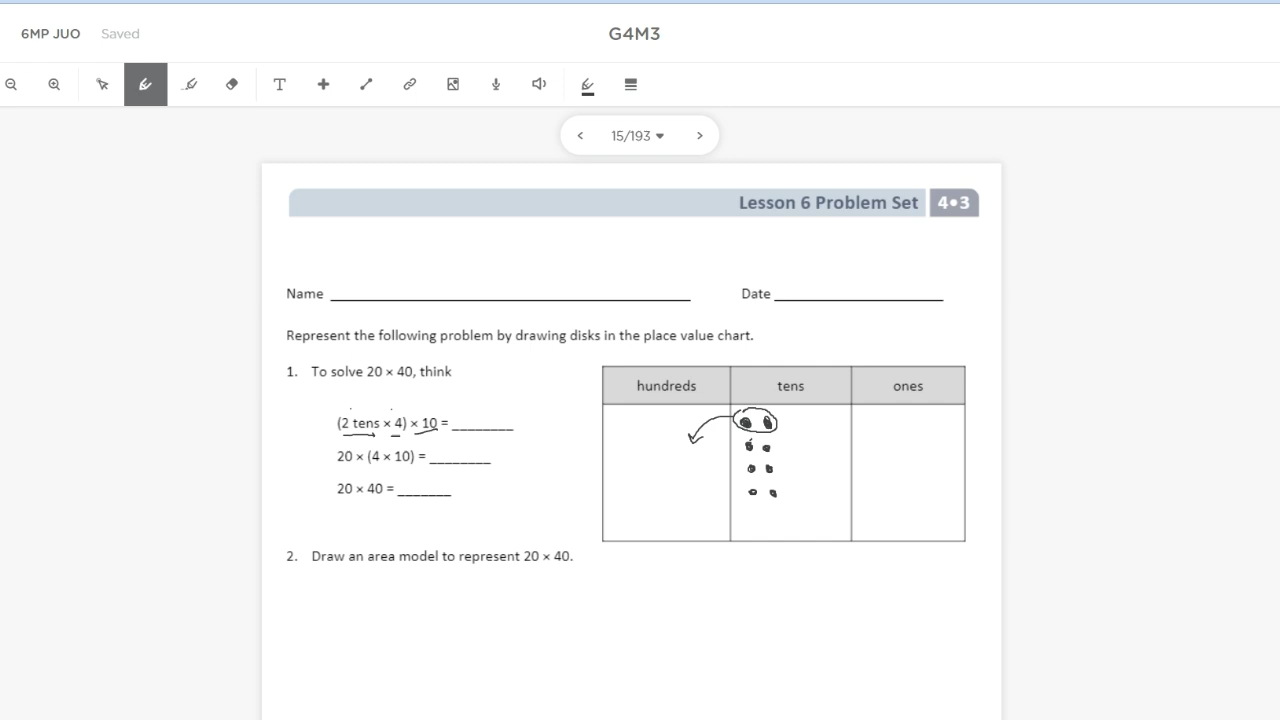 6MP JUO Saved G4M3
15/193
Lesson 6 Problem Set 4•3
Name ____ Date ____
Represent the following problem by drawing disks in the place value chart.
1. To solve 20 × 40, think
hundreds tens ones
(2 tens × 4) × 10 = ________
20 × (4 × 10) = ________
20 × 40 = _______
2. Draw an area model to represent 20 × 40.